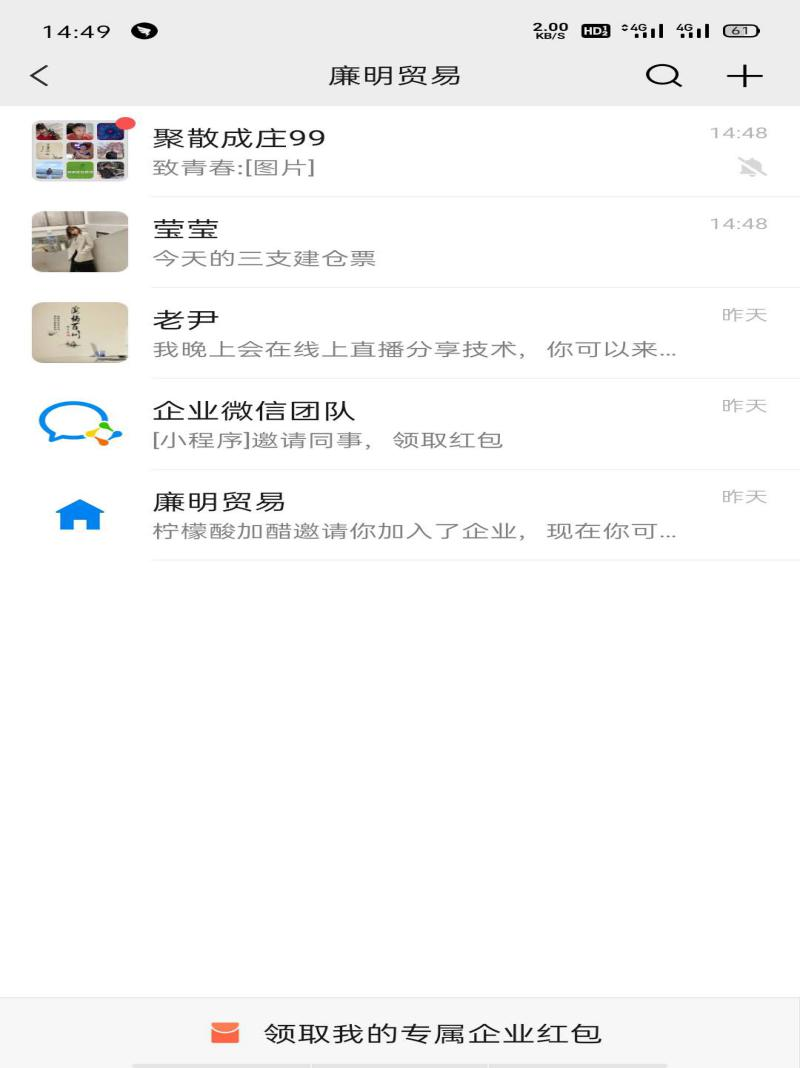 14:49
2.00
KB/S
HD
4G
4G
61
廉明贸易
聚散成庄99
14:48
致青春:[图片]
莹莹
14:48
今天的三支建仓票
老尹
昨天
我晚上会在线上直播分享技术，你可以来...
企业微信团队
昨天
[小程序]邀请同事，领取红包
廉明贸易
昨天
柠檬酸加醋邀请你加入了企业，现在你可...
领取我的专属企业红包